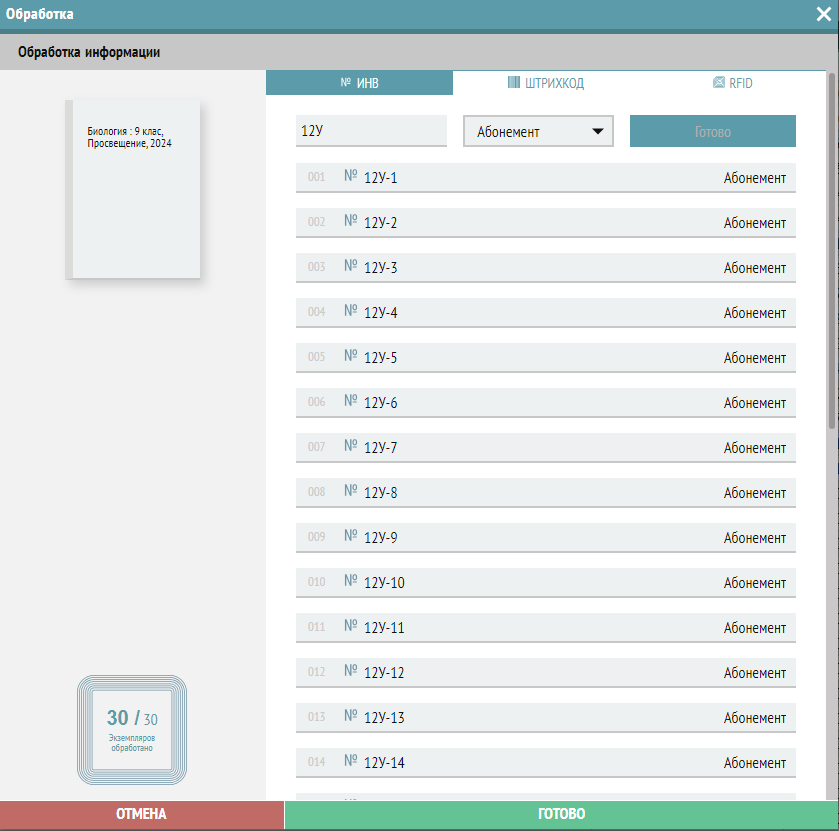 Обработка
Обработка информации
№ ИНВ
ШТРИХКОД
RFID
Биология : 9 клас,
Просвещение, 2024
12У
Абонемент
Готово
001 № 12У-1 Абонемент
002 № 12У-2 Абонемент
003 № 12У-3 Абонемент
004 № 12У-4 Абонемент
005 № 12У-5 Абонемент
006 № 12У-6 Абонемент
007 № 12У-7 Абонемент
008 № 12У-8 Абонемент
009 № 12У-9 Абонемент
010 № 12У-10 Абонемент
011 № 12У-11 Абонемент
012 № 12У-12 Абонемент
013 № 12У-13 Абонемент
014 № 12У-14 Абонемент
30 / 30
Экземпляров
обработано
ОТМЕНА
ГОТОВО